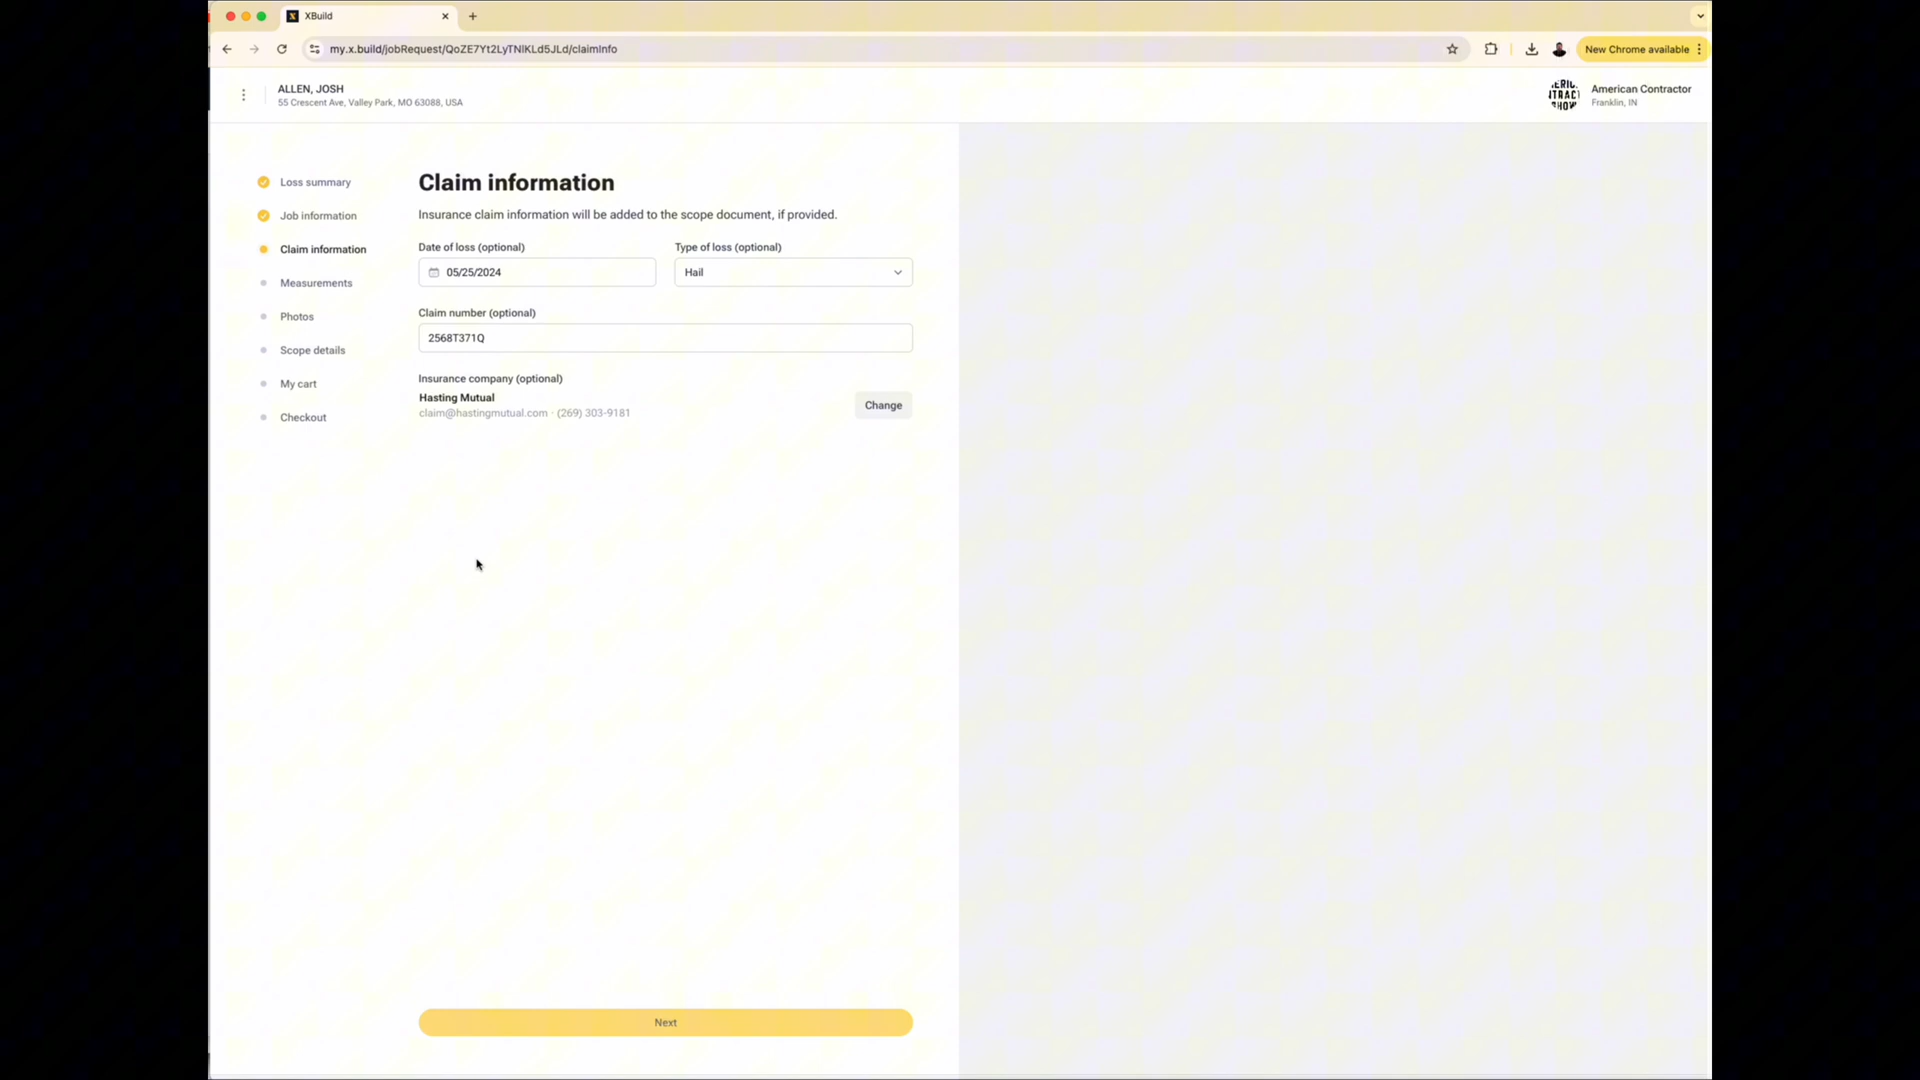 XBuild
my.x.build/jobRequest/QoZE7Yt2LyTNlKLd5JLd/claimInfo
New Chrome available
ALLEN, JOSH
55 Crescent Ave, Valley Park, MO 63088, USA
American Contractor
Franklin, IN
Loss summary
Job information
Claim information
Measurements
Photos
Scope details
My cart
Checkout
Claim information
Insurance claim information will be added to the scope document, if provided.
Date of loss (optional)
Type of loss (optional)
05/25/2024
Hail
Claim number (optional)
2568T371Q
Insurance company (optional)
Hasting Mutual
claim@hastingmutual.com · (269) 303-9181
Change
Next